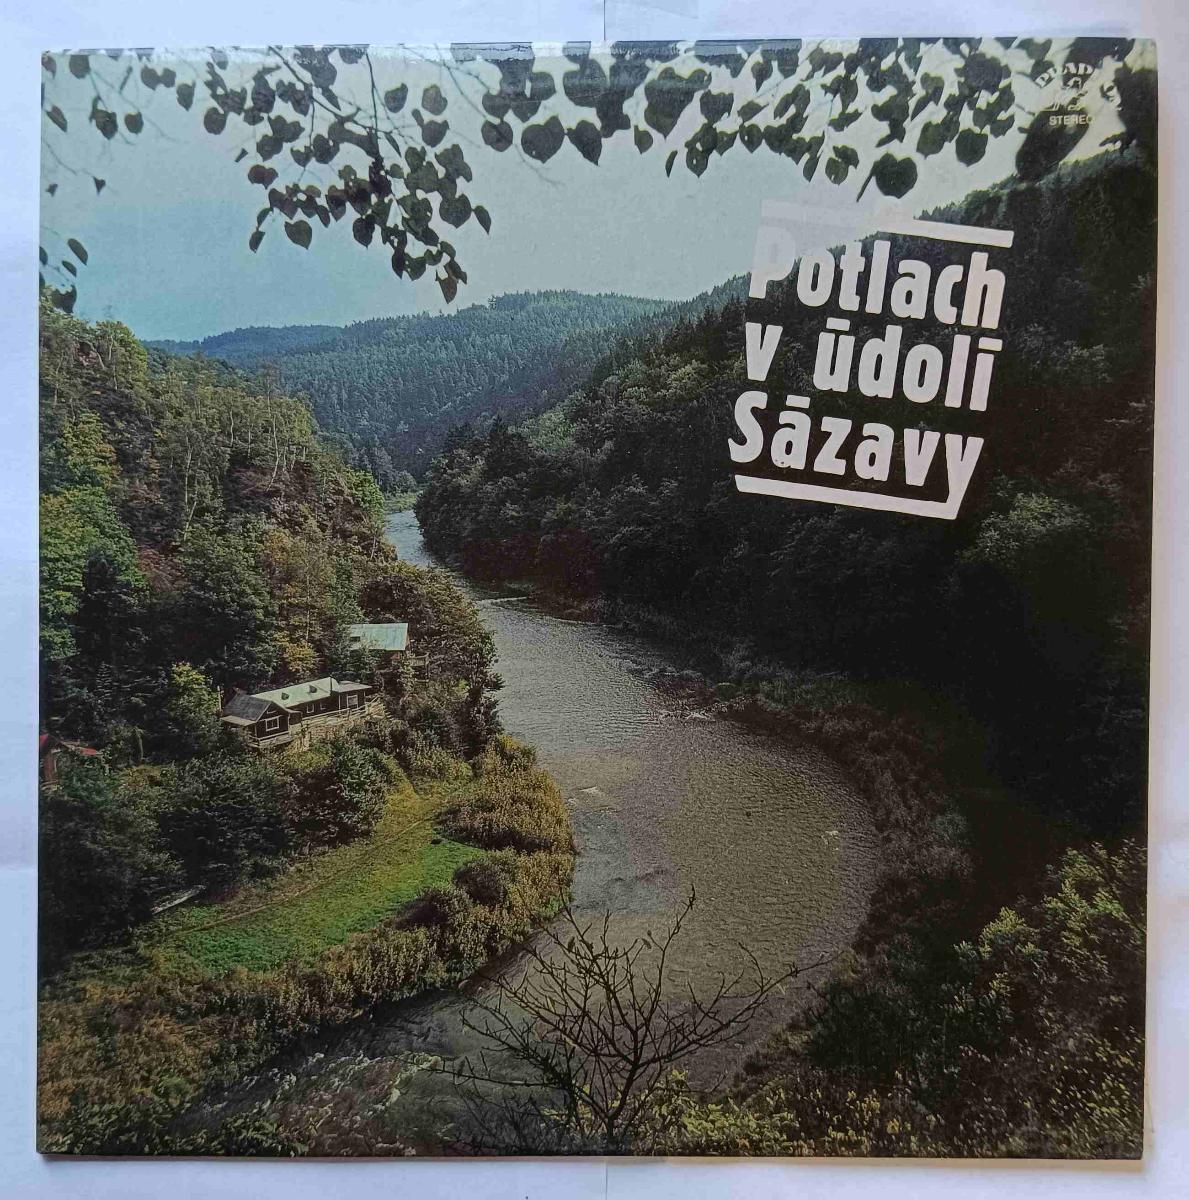 STEREO
Potlach
v údolí
Sázavy